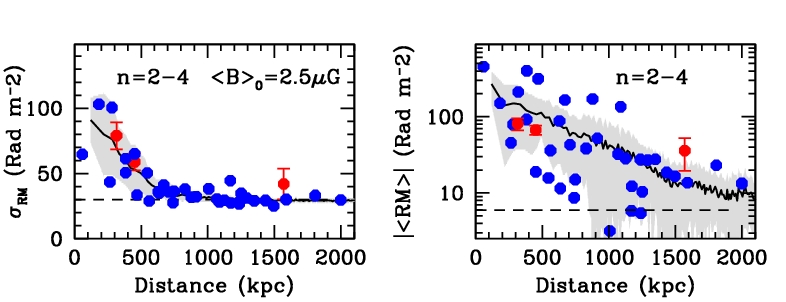 n=2-4 <B>₀=2.5μG
100
50
0
σRM (Rad m-2)
0 500 1000 1500 2000
Distance (kpc)
n=2-4
100
10
|<RM>| (Rad m-2)
0 500 1000 1500 2000
Distance (kpc)